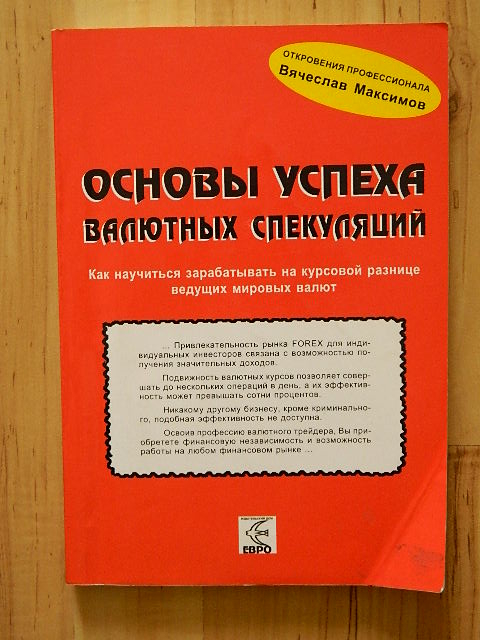 ОТКРОВЕНИЯ ПРОФЕССИОНАЛА
Вячеслав Максимов
ОСНОВЫ УСПЕХА
ВАЛЮТНЫХ СПЕКУЛЯЦИЙ
Как научиться зарабатывать на курсовой разнице
ведущих мировых валют
... Привлекательность рынка FOREX для инди-
видуальных инвесторов связана с возможностью по-
лучения значительных доходов.
Подвижность валютных курсов позволяет совер-
шать до нескольких операций в день, а их эффектив-
ность может превышать сотни процентов.
Никакому другому бизнесу, кроме криминально-
го, подобная эффективность не доступна.
Освоив профессию валютного трейдера, Вы при-
обретете финансовую независимость и возможность
работы на любом финансовом рынке ...
ИЗДАТЕЛЬСКИЙ ДОМ
ЕВРО